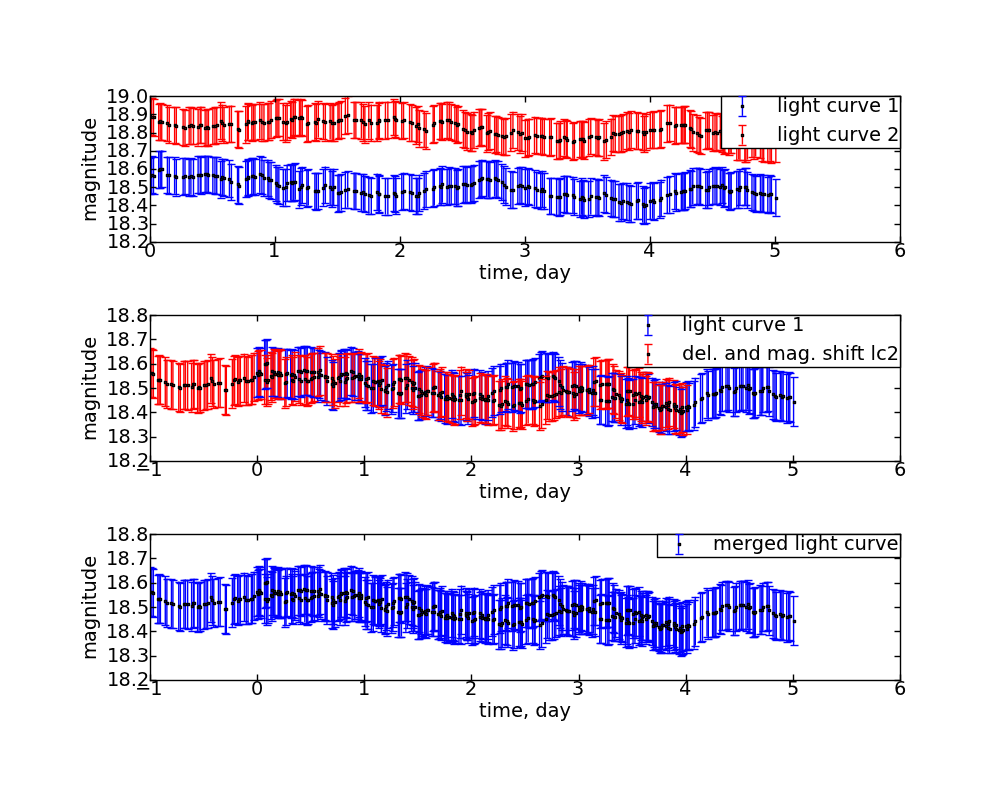 19.0
18.9
18.8
18.7
18.6
18.5
18.4
18.3
18.2
magnitude
light curve 1
light curve 2
0 1 2 3 4 5 6
time, day
18.8
18.7
18.6
18.5
18.4
18.3
18.2
magnitude
light curve 1
del. and mag. shift lc2
−1 0 1 2 3 4 5 6
time, day
18.8
18.7
18.6
18.5
18.4
18.3
18.2
magnitude
merged light curve
−1 0 1 2 3 4 5 6
time, day